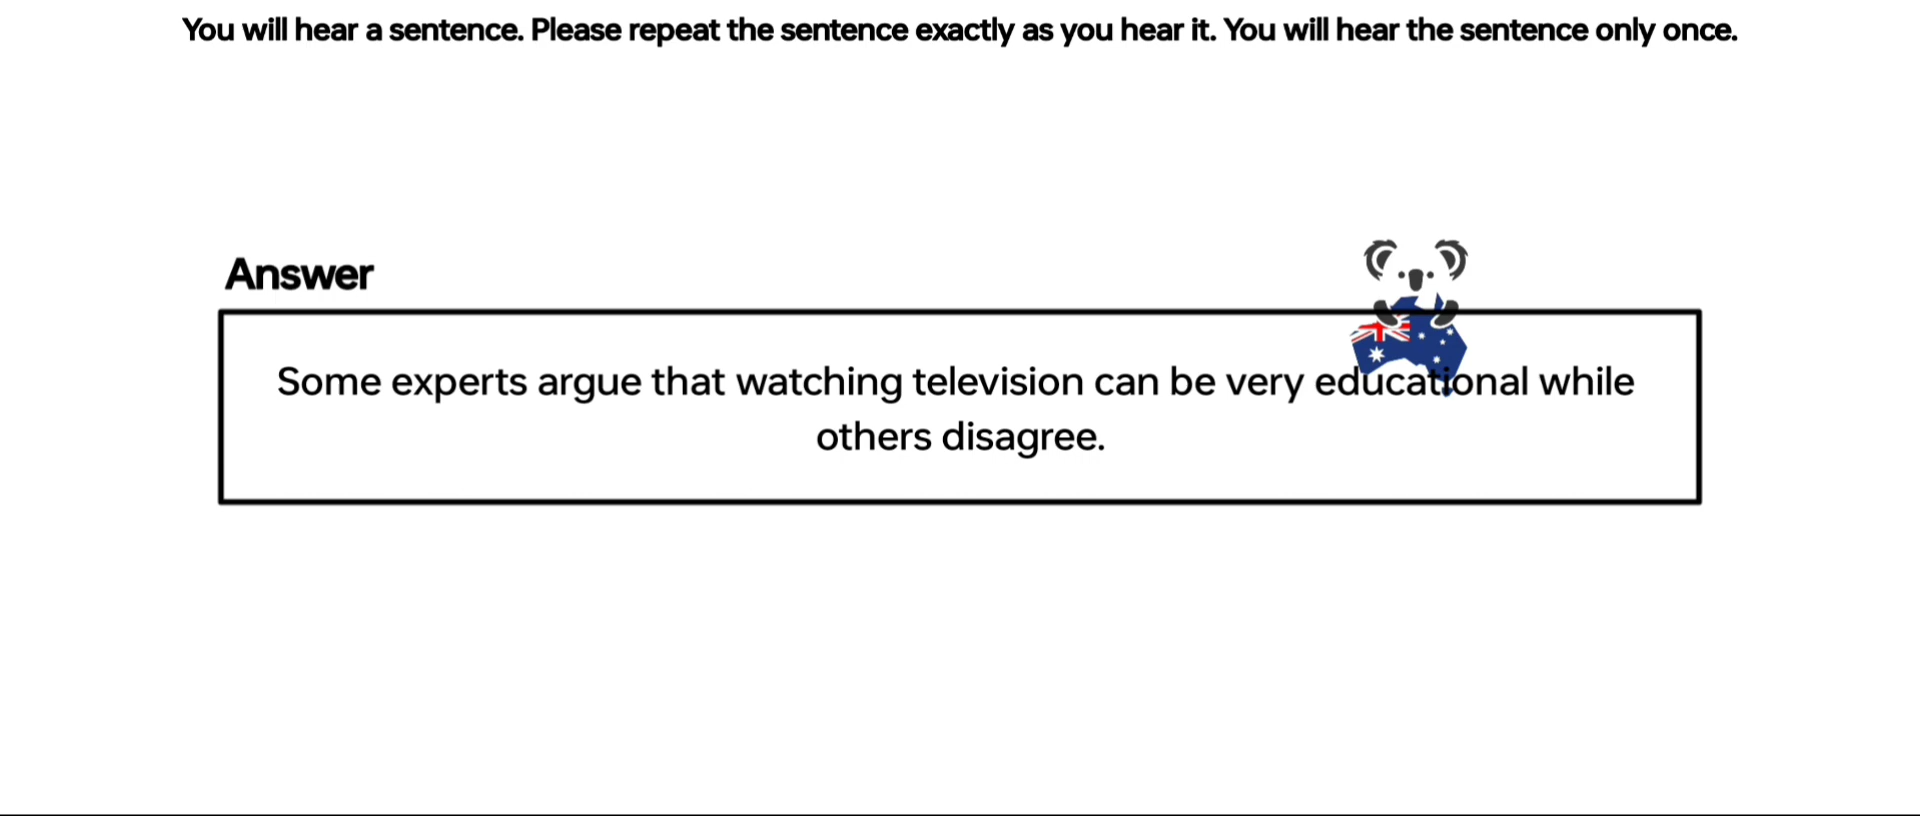 You will hear a sentence. Please repeat the sentence exactly as you hear it. You will hear the sentence only once.
Answer
Some experts argue that watching television can be very educational while
others disagree.